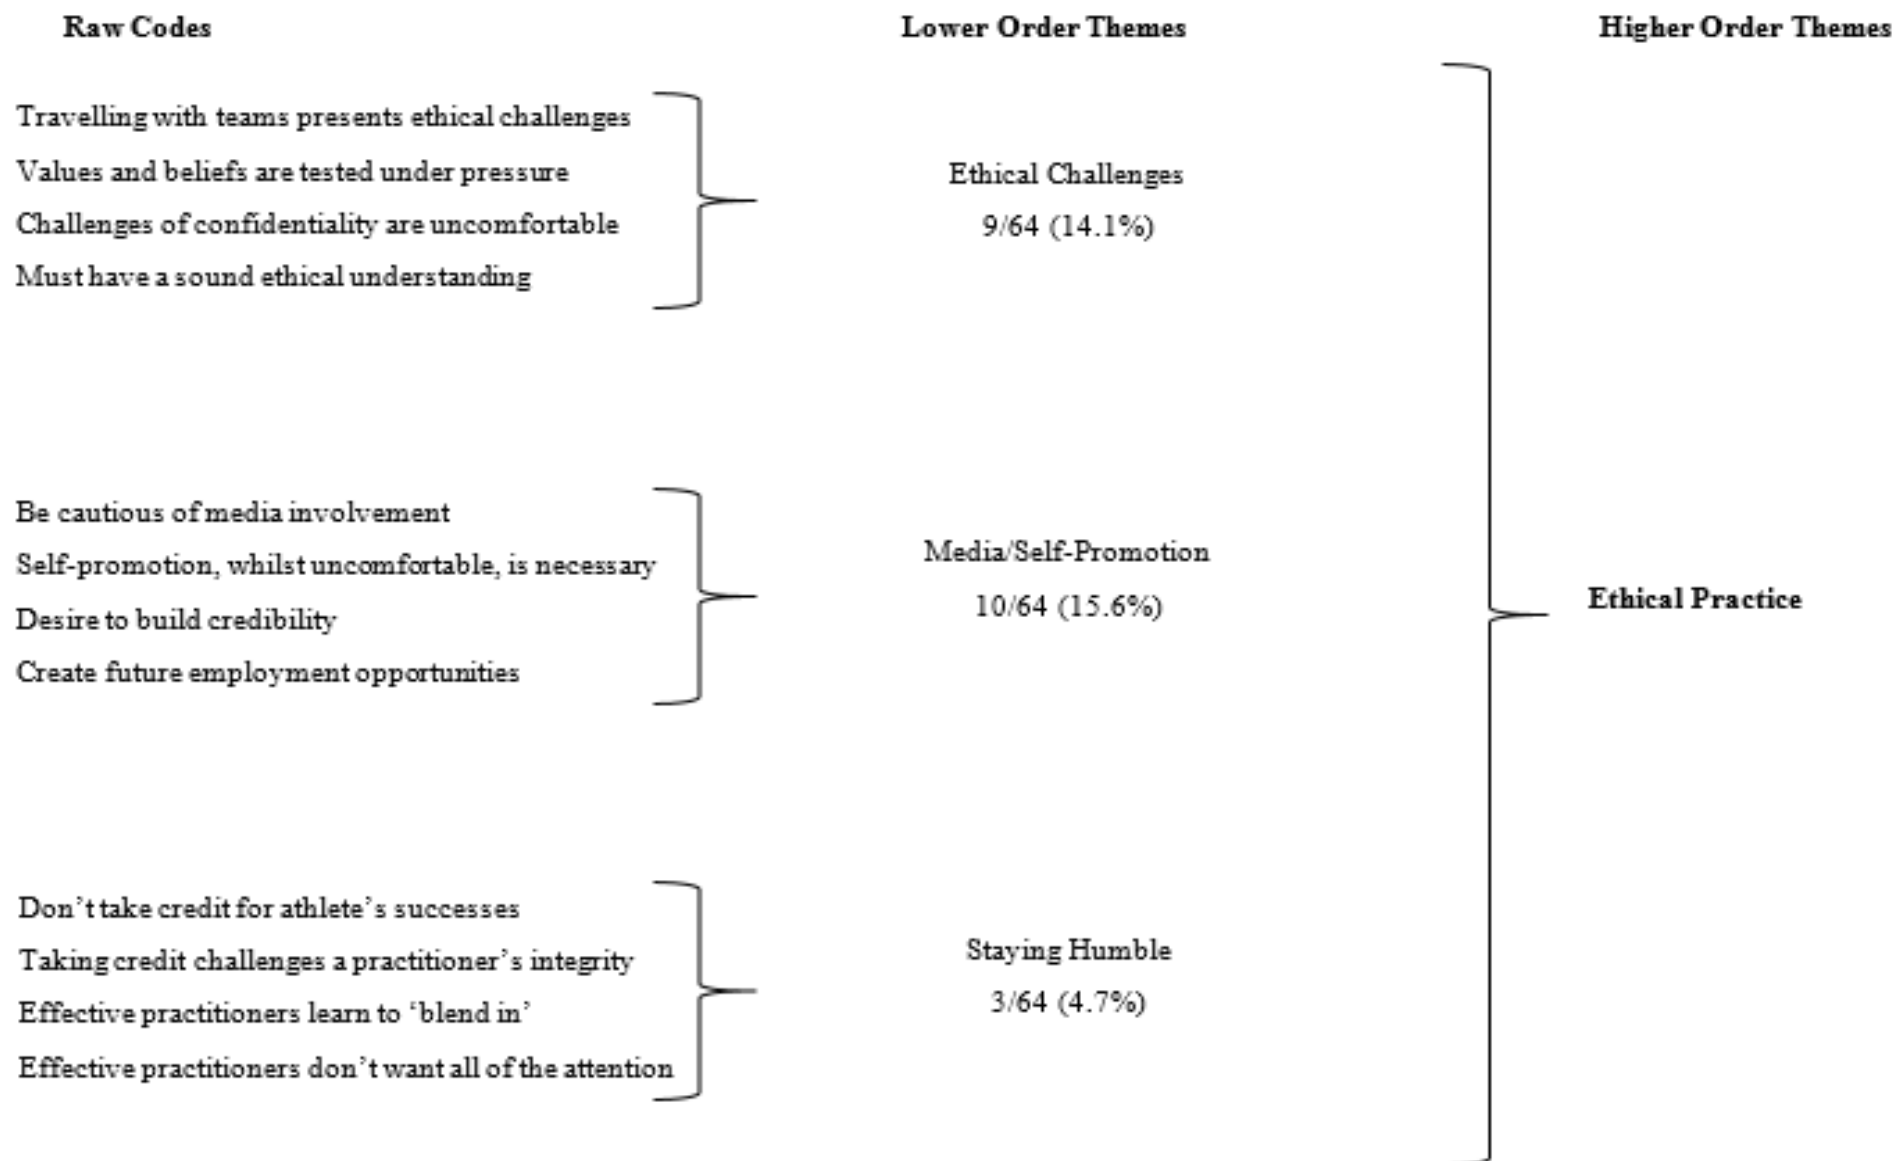 Raw Codes
Lower Order Themes
Higher Order Themes
Travelling with teams presents ethical challenges
Values and beliefs are tested under pressure
Challenges of confidentiality are uncomfortable
Must have a sound ethical understanding
Ethical Challenges
9/64 (14.1%)
Be cautious of media involvement
Self-promotion, whilst uncomfortable, is necessary
Desire to build credibility
Create future employment opportunities
Media/Self-Promotion
10/64 (15.6%)
Ethical Practice
Don’t take credit for athlete’s successes
Taking credit challenges a practitioner’s integrity
Effective practitioners learn to ‘blend in’
Effective practitioners don’t want all of the attention
Staying Humble
3/64 (4.7%)